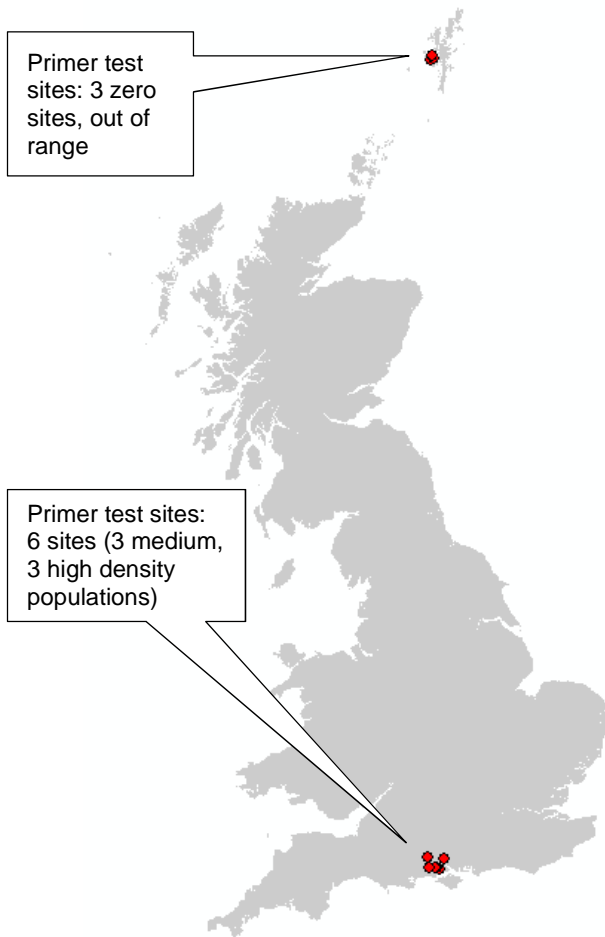 Primer test
sites: 3 zero
sites, out of
range
Primer test sites:
6 sites (3 medium,
3 high density
populations)